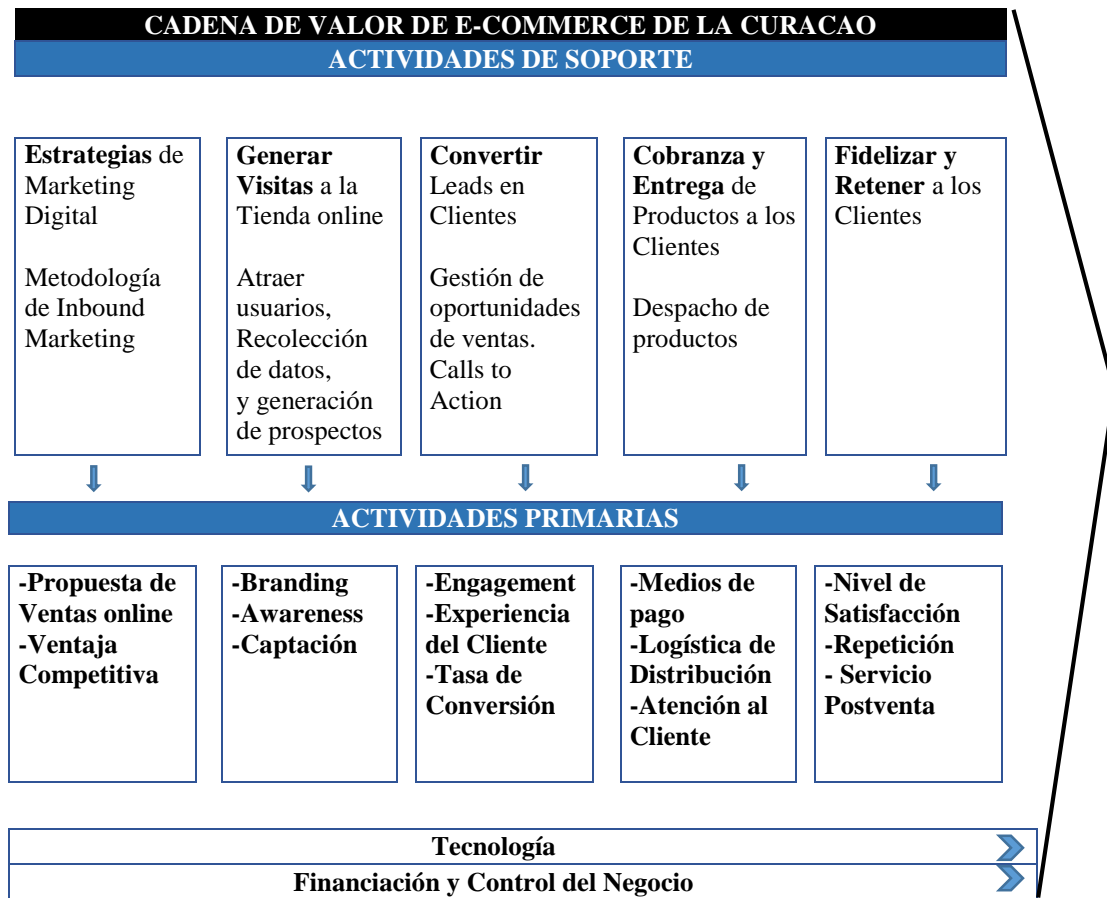 CADENA DE VALOR DE E-COMMERCE DE LA CURACAO
ACTIVIDADES DE SOPORTE
Estrategias de
Marketing
Digital
Metodología
de Inbound
Marketing
Generar
Visitas a la
Tienda online
Atraer
usuarios,
Recolección
de datos,
y generación
de prospectos
Convertir
Leads en
Clientes
Gestión de
oportunidades
de ventas.
Calls to
Action
Cobranza y
Entrega de
Productos a los
Clientes
Despacho de
productos
Fidelizar y
Retener a los
Clientes
ACTIVIDADES PRIMARIAS
-Propuesta de
Ventas online
-Ventaja
Competitiva
-Branding
-Awareness
-Captación
-Engagement
-Experiencia
del Cliente
-Tasa de
Conversión
-Medios de
pago
-Logística de
Distribución
-Atención al
Cliente
-Nivel de
Satisfacción
-Repetición
- Servicio
Postventa
Tecnología
Financiación y Control del Negocio